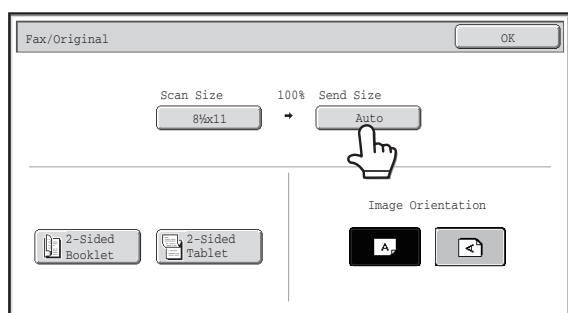 Fax/Original
OK
Scan Size
100%
Send Size
8½x11
Auto
2-Sided
Booklet
2-Sided
Tablet
Image Orientation
A
A